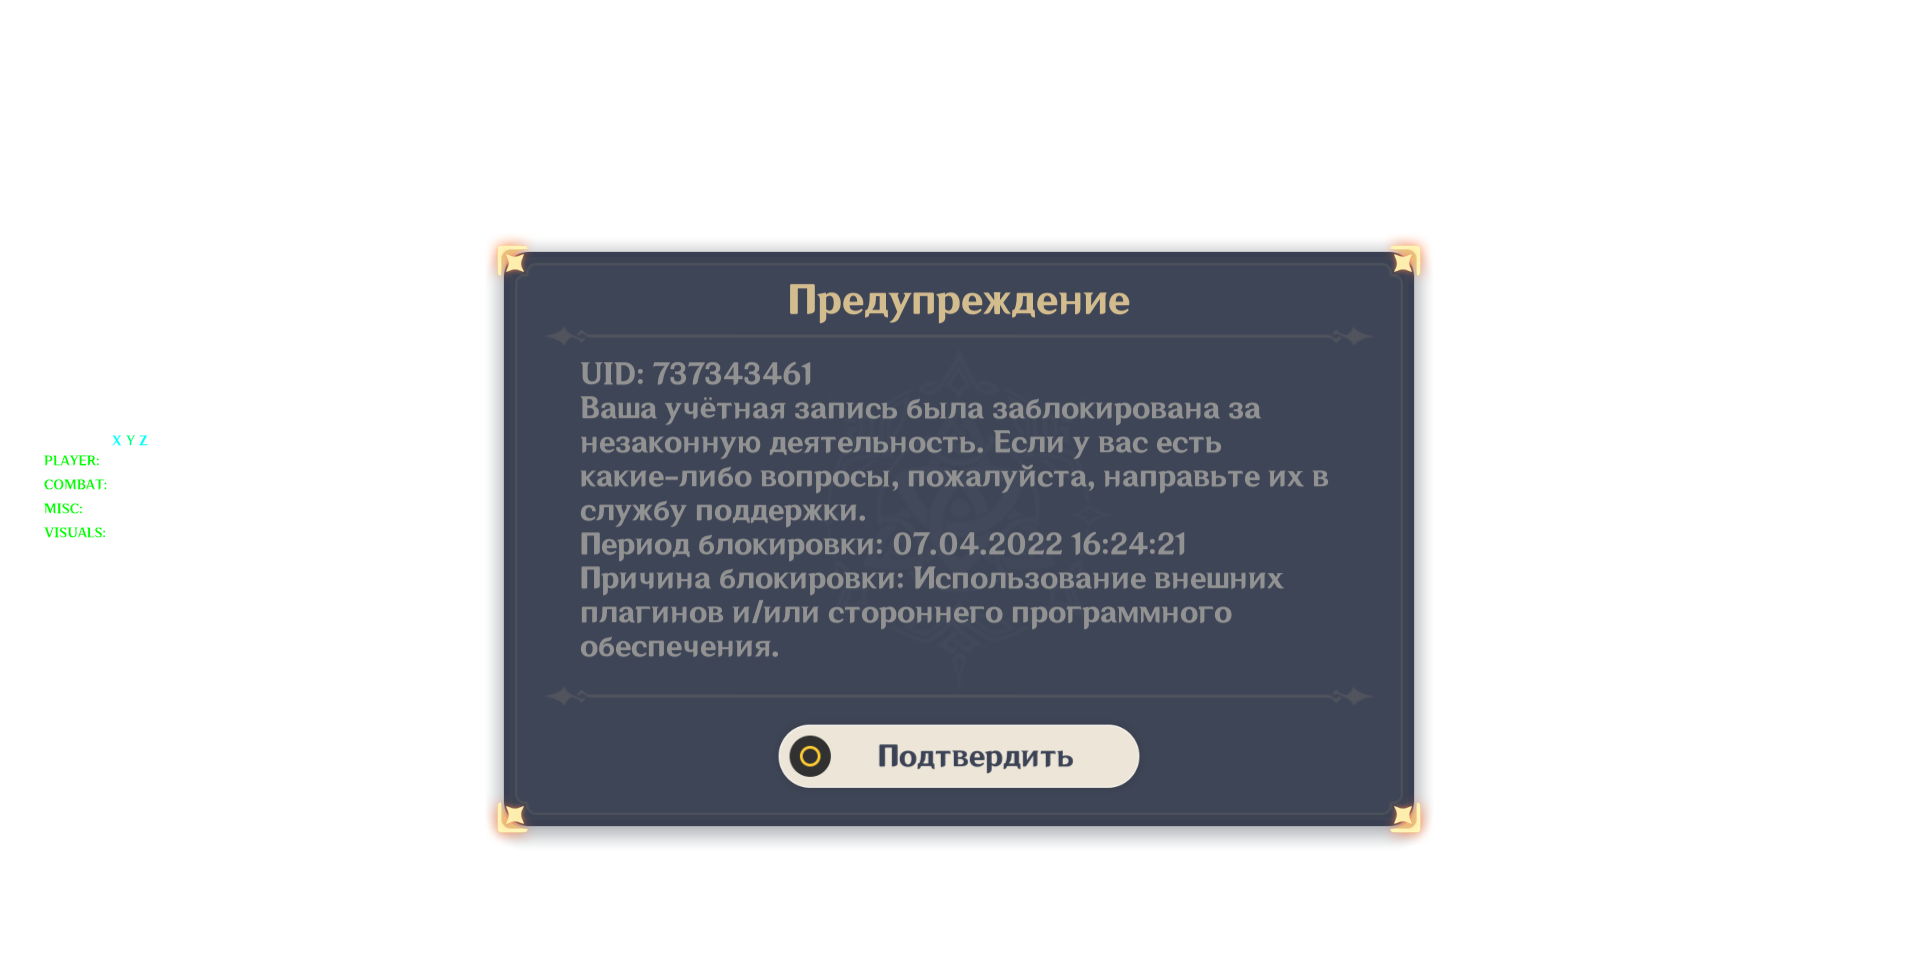 Предупреждение
UID: 737343461
Ваша учётная запись была заблокирована за
незаконную деятельность. Если у вас есть
какие-либо вопросы, пожалуйста, направьте их в
службу поддержки.
Период блокировки: 07.04.2022 16:24:21
Причина блокировки: Использование внешних
плагинов и/или стороннего программного
обеспечения.
Подтвердить
X Y Z
PLAYER:
COMBAT:
MISC:
VISUALS: